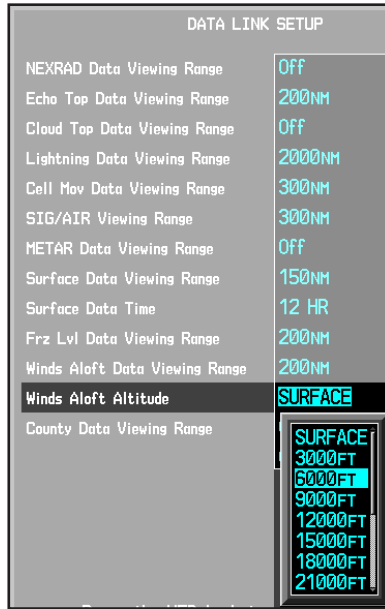 DATA LINK SETUP
NEXRAD Data Viewing Range Off
Echo Top Data Viewing Range 200NM
Cloud Top Data Viewing Range Off
Lightning Data Viewing Range 2000NM
Cell Mov Data Viewing Range 300NM
SIG/AIR Viewing Range 300NM
METAR Data Viewing Range Off
Surface Data Viewing Range 150NM
Surface Data Time 12 HR
Frz Lvl Data Viewing Range 200NM
Winds Aloft Data Viewing Range 200NM
Winds Aloft Altitude SURFACE
County Data Viewing Range
SURFACE
3000FT
6000FT
9000FT
12000FT
15000FT
18000FT
21000FT